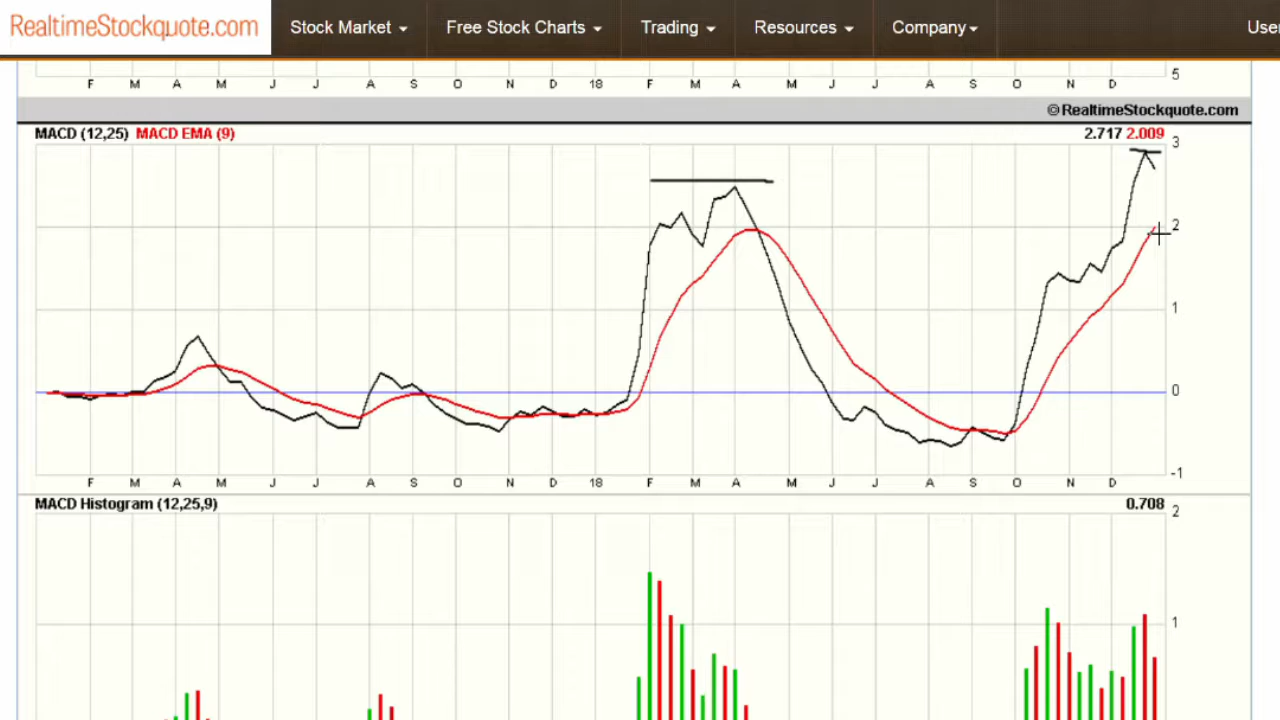 RealtimeStockquote.com Stock Market Free Stock Charts Trading Resources Company User
5
F M A M J J A S O N D 18 F M A M J J A S O N D
©RealtimeStockquote.com
MACD (12,25) MACD EMA (9) 2.717 2.009
3
2
1
0
-1
F M A M J J A S O N D 18 F M A M J J A S O N D
MACD Histogram (12,25,9) 0.708
2
1